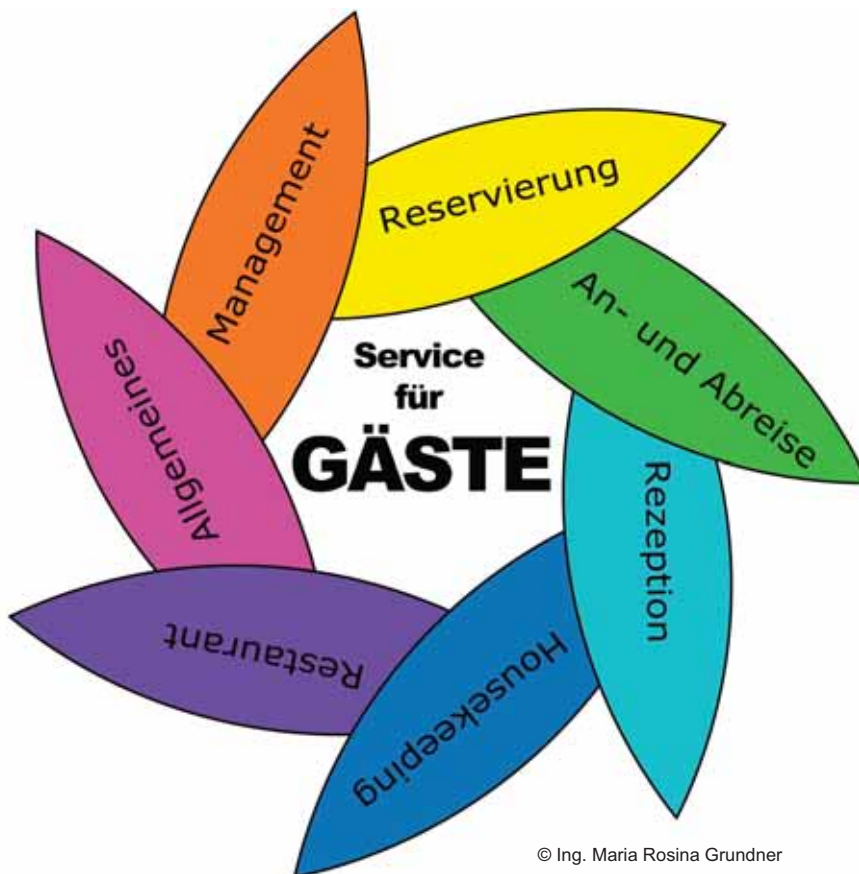 Management
Reservierung
An- und Abreise
Rezeption
Housekeeping
Restaurant
Allgemeines
Service
für
GÄSTE
© Ing. Maria Rosina Grundner